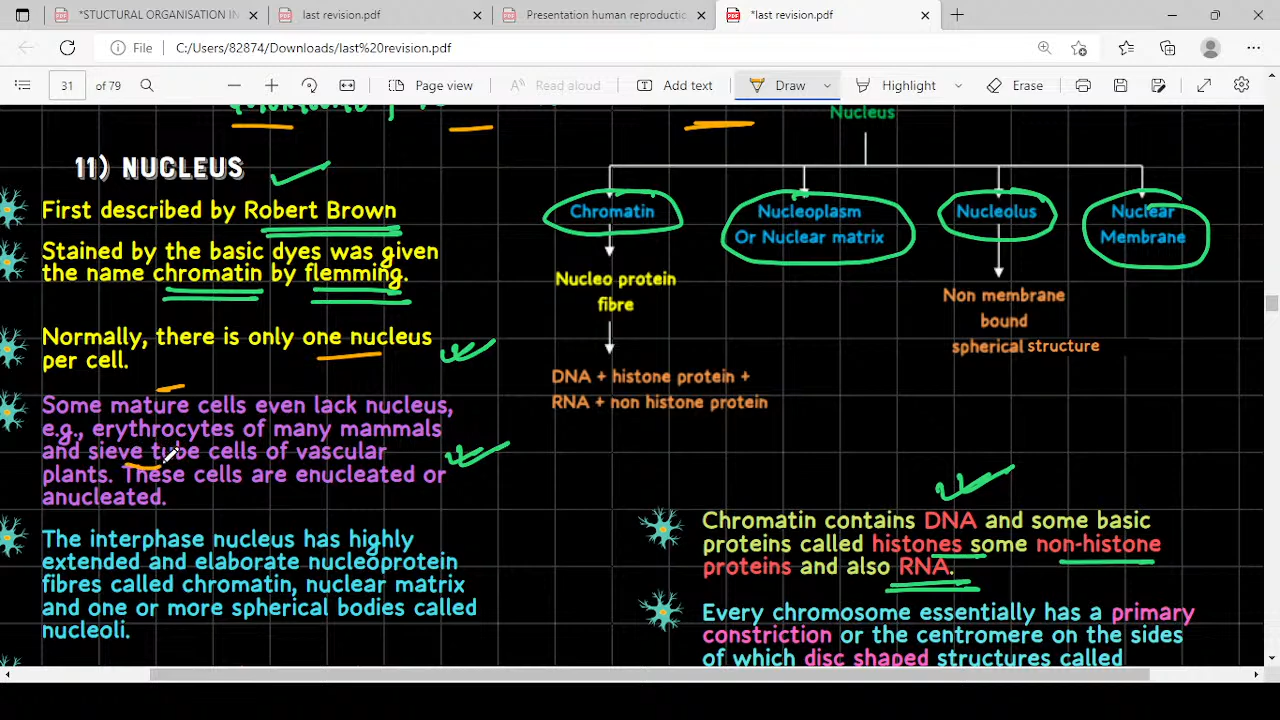 *STUCTURAL ORGANISATION IN
last revision.pdf
Presentation human reproductic
*last revision.pdf
File
C:/Users/82874/Downloads/last%20revision.pdf
31
of 79
Page view
Read aloud
Add text
Draw
Highlight
Erase
11) NUCLEUS
First described by Robert Brown
Stained by the basic dyes was given
the name chromatin by flemming.
Normally, there is only one nucleus
per cell.
Some mature cells even lack nucleus,
e.g., erythrocytes of many mammals
and sieve tube cells of vascular
plants. These cells are enucleated or
anucleated.
The interphase nucleus has highly
extended and elaborate nucleoprotein
fibres called chromatin, nuclear matrix
and one or more spherical bodies called
nucleoli.
Nucleus
Chromatin
Nucleoplasm
Or Nuclear matrix
Nucleolus
Nuclear
Membrane
Nucleo protein
fibre
DNA + histone protein +
RNA + non histone protein
Non membrane
bound
spherical structure
Chromatin contains DNA and some basic
proteins called histones some non-histone
proteins and also RNA.
Every chromosome essentially has a primary
constriction or the centromere on the sides
of which disc shaped structures called